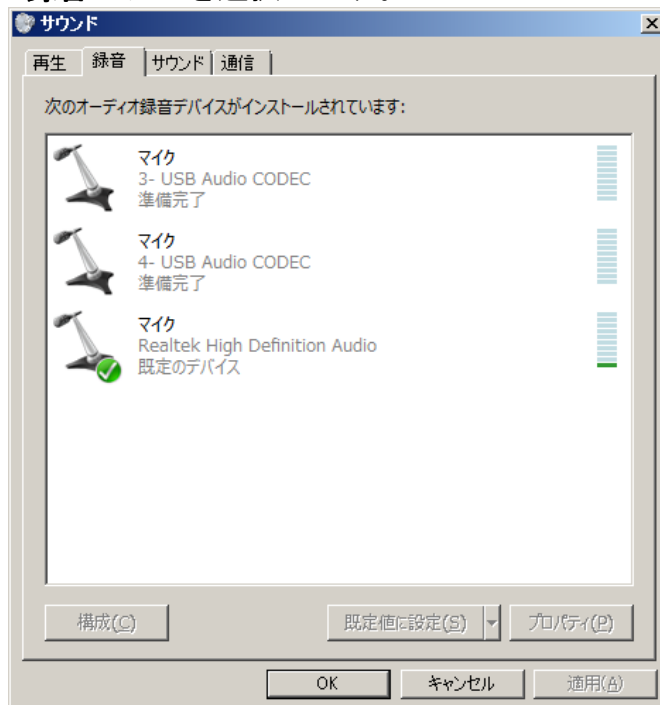 サウンド
再生 録音 サウンド 通信
次のオーディオ録音デバイスがインストールされています:
マイク
3- USB Audio CODEC
準備完了
マイク
4- USB Audio CODEC
準備完了
マイク
Realtek High Definition Audio
既定のデバイス
構成(C) 既定値に設定(S) プロパティ(P)
OK キャンセル 適用(A)